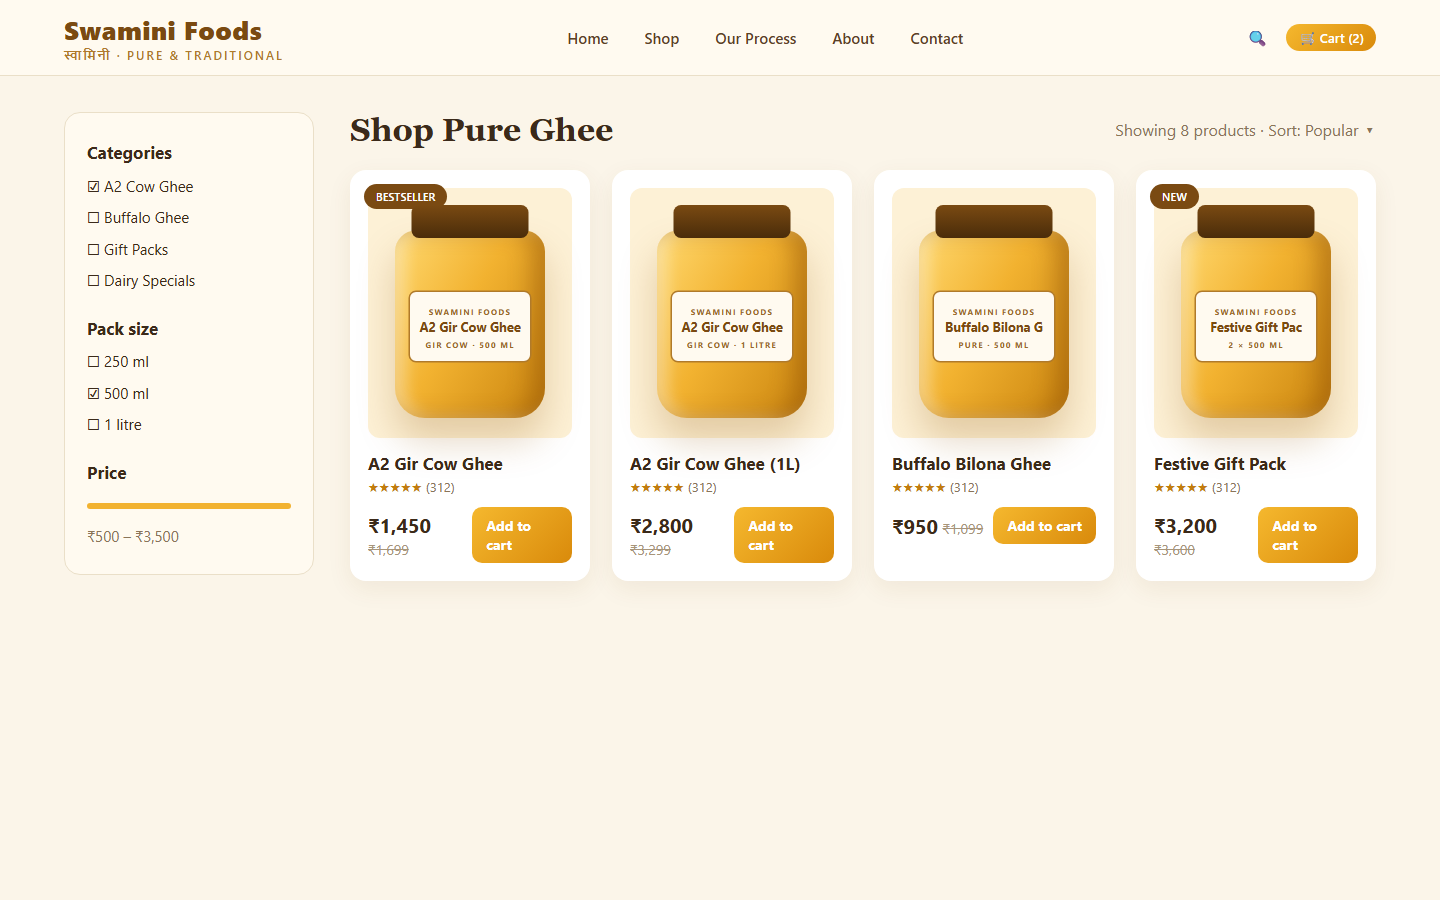 Swamini Foods
स्वामिनी · PURE & TRADITIONAL
Home
Shop
Our Process
About
Contact
🔍
🛒 Cart (2)
Categories
☑ A2 Cow Ghee
☐ Buffalo Ghee
☐ Gift Packs
☐ Dairy Specials
Pack size
☐ 250 ml
☑ 500 ml
☐ 1 litre
Price
₹500 – ₹3,500
Shop Pure Ghee
Showing 8 products · Sort: Popular ▾
BESTSELLER
SWAMINI FOODS
A2 Gir Cow Ghee
GIR COW · 500 ML
A2 Gir Cow Ghee
★★★★★ (312)
₹1,450
₹1,699
Add to
cart
SWAMINI FOODS
A2 Gir Cow Ghee
GIR COW · 1 LITRE
A2 Gir Cow Ghee (1L)
★★★★★ (312)
₹2,800
₹3,299
Add to
cart
SWAMINI FOODS
Buffalo Bilona G
PURE · 500 ML
Buffalo Bilona Ghee
★★★★★ (312)
₹950 ₹1,099
Add to cart
NEW
SWAMINI FOODS
Festive Gift Pac
2 × 500 ML
Festive Gift Pack
★★★★★ (312)
₹3,200
₹3,600
Add to
cart